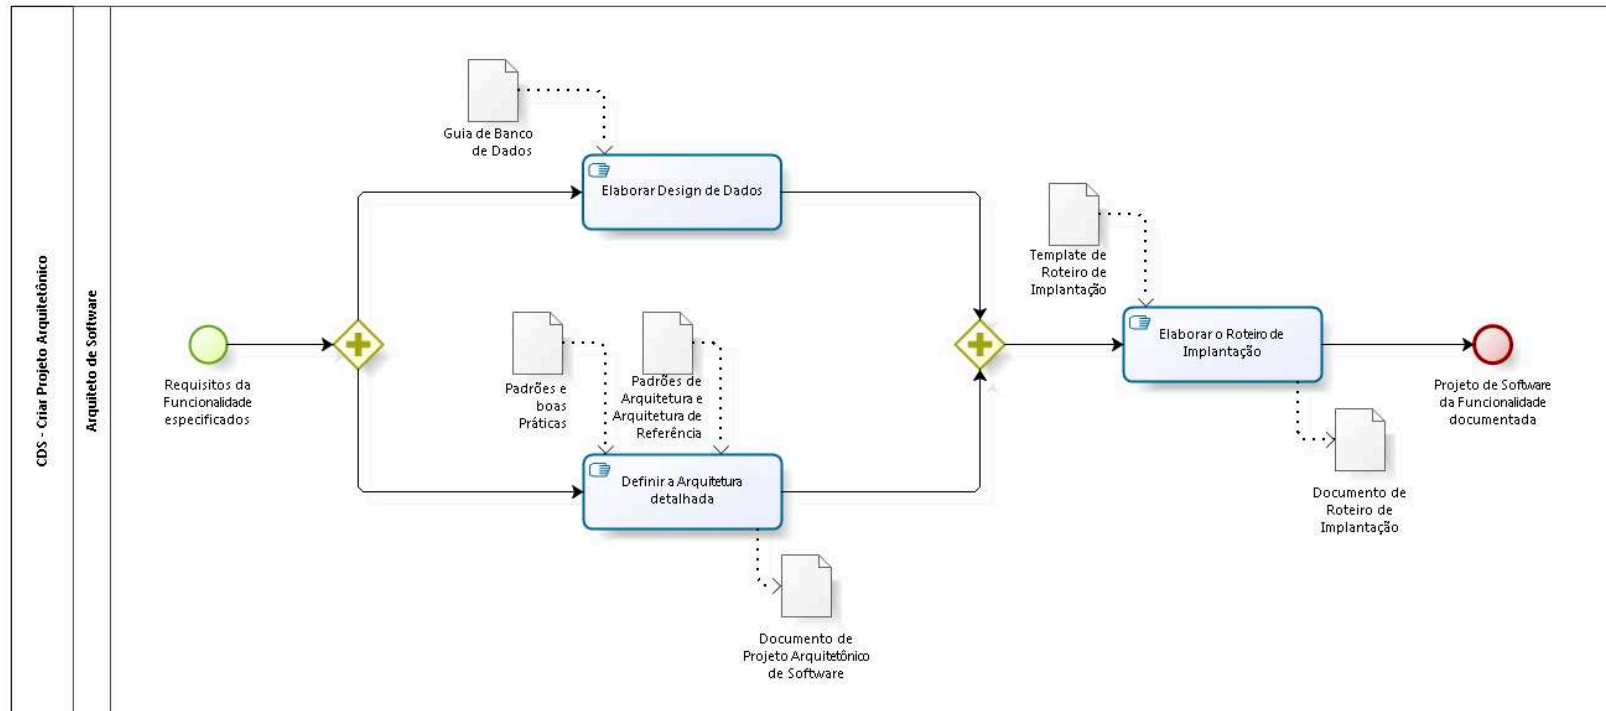 CDS - Criar Projeto Arquitetônico
Arquiteto de Software
Requisitos da
Funcionalidade
especificados
Guia de Banco
de Dados
Elaborar Design de Dados
Padrões e
boas
Práticas
Padrões de
Arquitetura e
Arquitetura de
Referência
Definir a Arquitetura
detalhada
Documento de
Projeto Arquitetônico
de Software
Template de
Roteiro de
Implantação
Elaborar o Roteiro de
Implantação
Documento de
Roteiro de
Implantação
Projeto de Software
da Funcionalidade
documentada